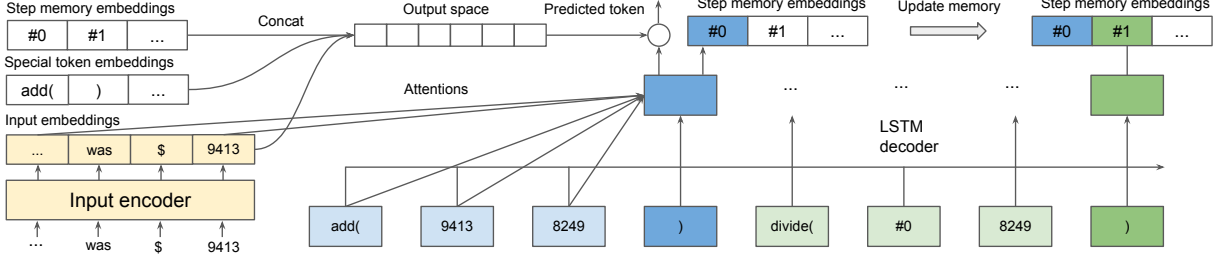 Step memory embeddings
#0 #1 ...
Special token embeddings
add( ) ...
Input embeddings
... was $ 9413
Input encoder
... was $ 9413
Concat
Output space
Predicted token
Attentions
Step memory embeddings
#0 #1 ...
Update memory
Step memory embeddings
#0 #1 ...
... ... ...
LSTM
decoder
add( 9413 8249 ) divide( #0 8249 )